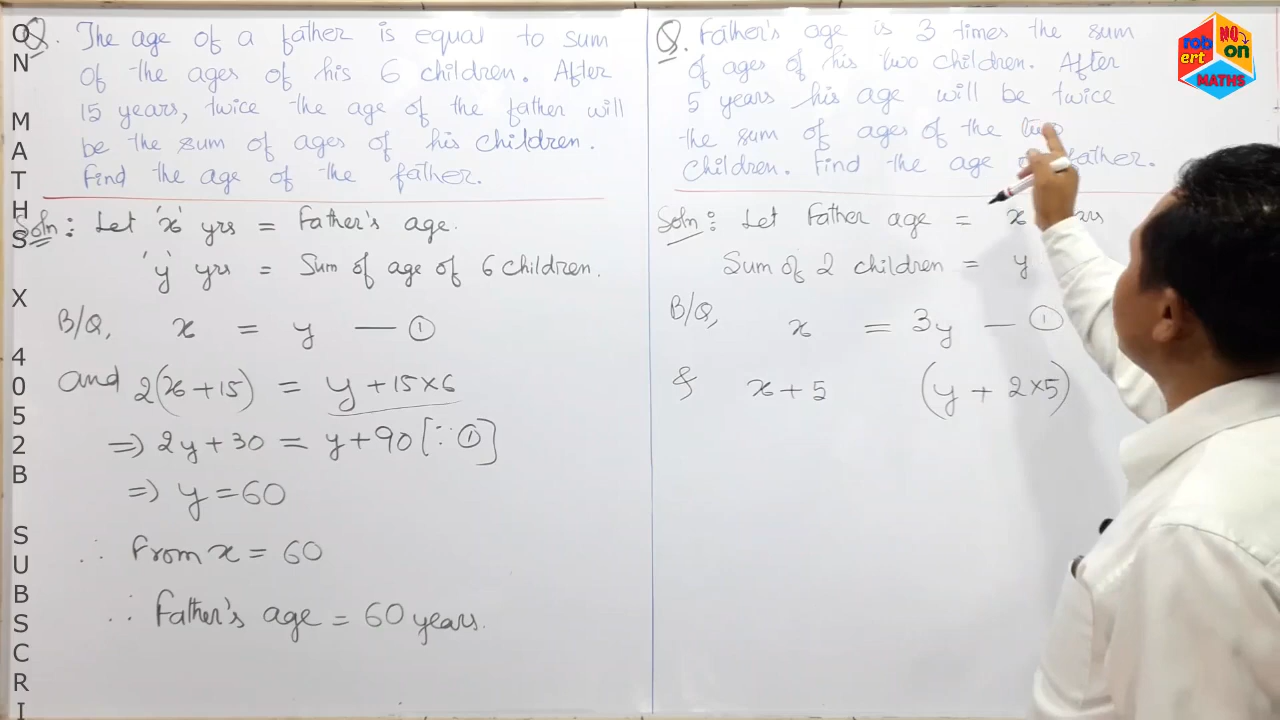 Q. The age of a father is equal to sum
of the ages of his 6 children. After
15 years, twice the age of the father will
be the sum of ages of his children.
Find the age of the father.
Soln: Let 'x' yrs = Father's age.
'y' yrs = Sum of age of 6 children.
B/Q, x = y — ①
and 2(x+15) = y+15×6
⇒ 2y+30 = y+90 [∵ ①]
⇒ y = 60
∴ From x = 60
∴ Father's age = 60 years.
Q. Father's age is 3 times the sum
of ages of his two children. After
5 years his age will be twice
the sum of ages of the two
children. Find the age father.
Soln: Let Father age = x
Sum of 2 children = y
B/Q, x = 3y — ①
& x+5 (y + 2×5)
robert NO on
MATHS
ON MATHS X 4052B SUBSCRI